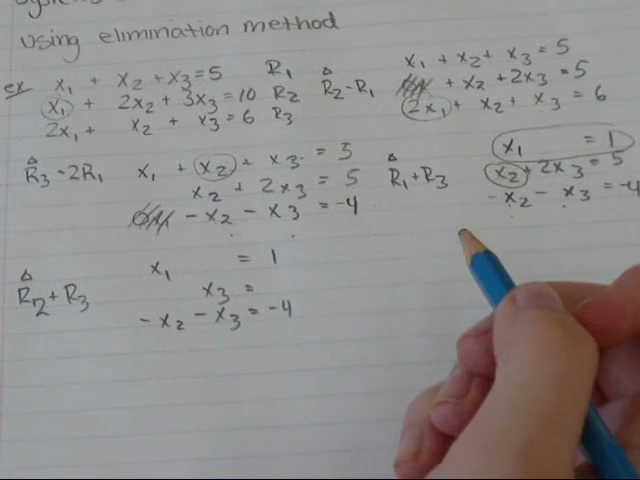 using elimination method
ex x₁ + x₂ + x₃ = 5 R₁
x₁ + 2x₂ + 3x₃ = 10 R₂
2x₁ + x₂ + x₃ = 6 R₃
△ R₂ - R₁
x₁ + x₂ + x₃ = 5
+ x₂ + 2x₃ = 5
2x₁ + x₂ + x₃ = 6
△ R₃ - 2R₁
x₁ + x₂ + x₃ = 5
x₂ + 2x₃ = 5
- x₂ - x₃ = -4
△ R₁ + R₃
x₁ = 1
x₂ + 2x₃ = 5
- x₂ - x₃ = -4
△ R₂ + R₃
x₁ = 1
x₃ =
- x₂ - x₃ = -4